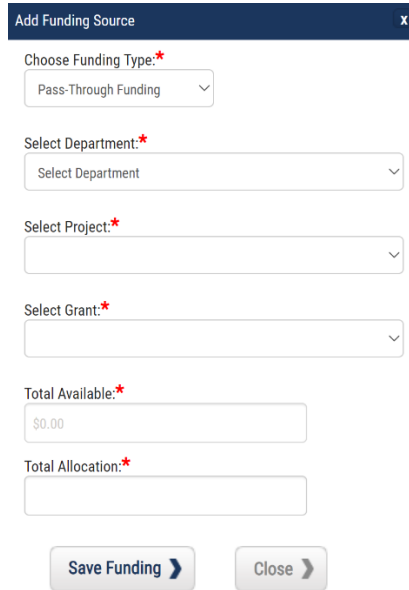 Add Funding Source x
Choose Funding Type:*
Pass-Through Funding
Select Department:*
Select Department
Select Project:*
Select Grant:*
Total Available:*
$0.00
Total Allocation:*
Save Funding ❯ Close ❯